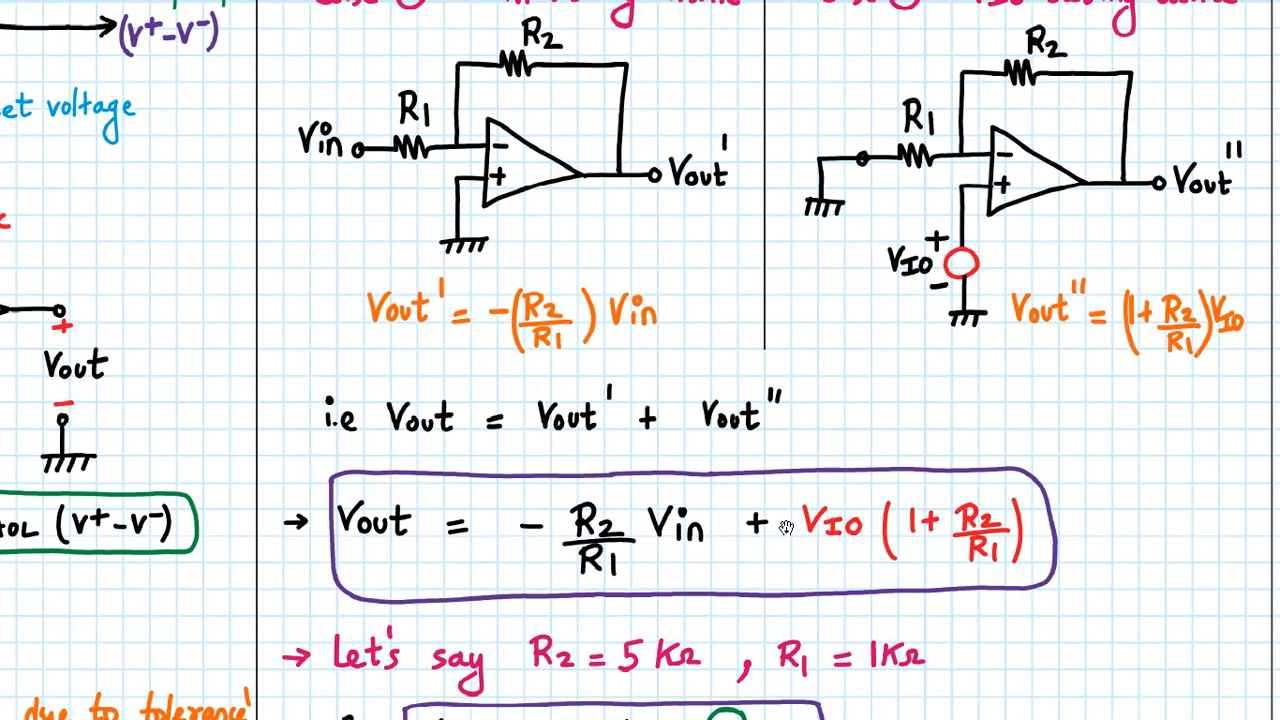 (V⁺-V⁻)
et voltage
+
Vout
-
(V⁺-V⁻)
due to tolerance
R2
R1
Vin
-
+
Vout'
Vout' = -(R2/R1) Vin
R2
R1
-
+
Vout''
VIO
+
-
Vout'' = (1+R2/R1)VIO
i.e Vout = Vout' + Vout''
→ Vout = - R2/R1 Vin + VIO (1+ R2/R1)
→ Let's say R2 = 5 KΩ , R1 = 1KΩ